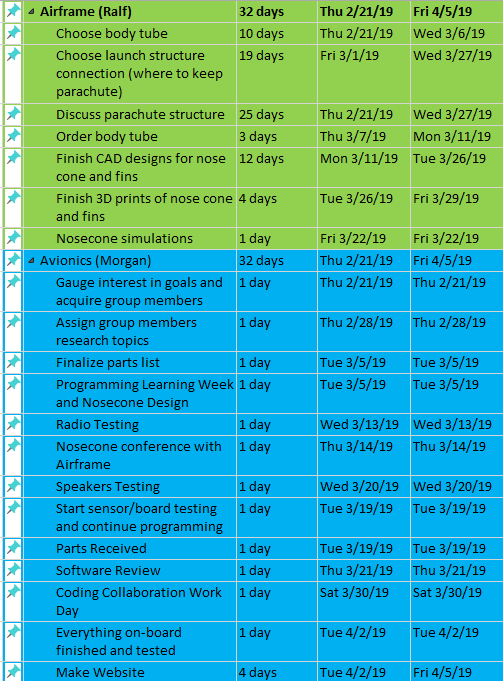 Airframe (Ralf) 32 days Thu 2/21/19 Fri 4/5/19
Choose body tube 10 days Thu 2/21/19 Wed 3/6/19
Choose launch structure 19 days Fri 3/1/19 Wed 3/27/19
connection (where to keep
parachute)
Discuss parachute structure 25 days Thu 2/21/19 Wed 3/27/19
Order body tube 3 days Thu 3/7/19 Mon 3/11/19
Finish CAD designs for nose 12 days Mon 3/11/19 Tue 3/26/19
cone and fins
Finish 3D prints of nose cone 4 days Tue 3/26/19 Fri 3/29/19
and fins
Nosecone simulations 1 day Fri 3/22/19 Fri 3/22/19
Avionics (Morgan) 32 days Thu 2/21/19 Fri 4/5/19
Gauge interest in goals and 1 day Thu 2/21/19 Thu 2/21/19
acquire group members
Assign group members 1 day Thu 2/28/19 Thu 2/28/19
research topics
Finalize parts list 1 day Tue 3/5/19 Tue 3/5/19
Programming Learning Week 1 day Tue 3/5/19 Tue 3/5/19
and Nosecone Design
Radio Testing 1 day Wed 3/13/19 Wed 3/13/19
Nosecone conference with 1 day Thu 3/14/19 Thu 3/14/19
Airframe
Speakers Testing 1 day Wed 3/20/19 Wed 3/20/19
Start sensor/board testing 1 day Tue 3/19/19 Tue 3/19/19
and continue programming
Parts Received 1 day Tue 3/19/19 Tue 3/19/19
Software Review 1 day Thu 3/21/19 Thu 3/21/19
Coding Collaboration Work 1 day Sat 3/30/19 Sat 3/30/19
Day
Everything on-board 1 day Tue 4/2/19 Tue 4/2/19
finished and tested
Make Website 4 days Tue 4/2/19 Fri 4/5/19